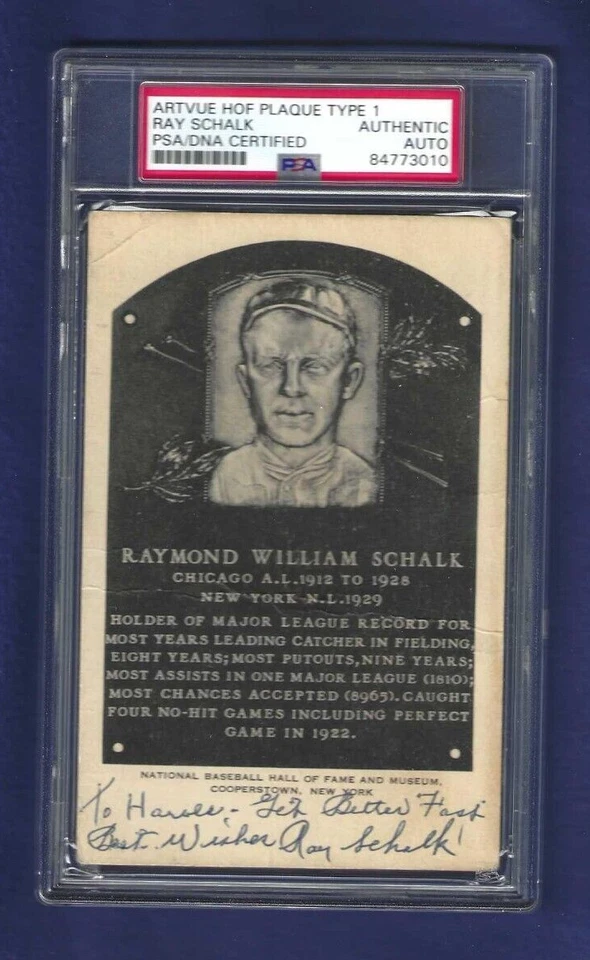 ARTVUE HOF PLAQUE TYPE 1
RAY SCHALK AUTHENTIC
PSA/DNA CERTIFIED AUTO
PSA 84773010
RAYMOND WILLIAM SCHALK
CHICAGO A.L. 1912 TO 1928
NEW YORK N.L. 1929
HOLDER OF MAJOR LEAGUE RECORD FOR
MOST YEARS LEADING CATCHER IN FIELDING,
EIGHT YEARS; MOST PUTOUTS, NINE YEARS;
MOST ASSISTS IN ONE MAJOR LEAGUE (1810);
MOST CHANCES ACCEPTED (8965). CAUGHT
FOUR NO-HIT GAMES INCLUDING PERFECT
GAME IN 1922.
NATIONAL BASEBALL HALL OF FAME AND MUSEUM,
COOPERSTOWN, NEW YORK
To Harold - Get Better Fast
Best Wishes Ray Schalk